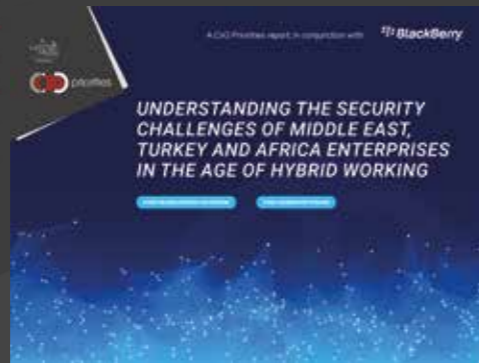 A CxO Priorities report, in conjunction with
BlackBerry
CxO priorities
UNDERSTANDING THE SECURITY
CHALLENGES OF MIDDLE EAST,
TURKEY AND AFRICA ENTERPRISES
IN THE AGE OF HYBRID WORKING